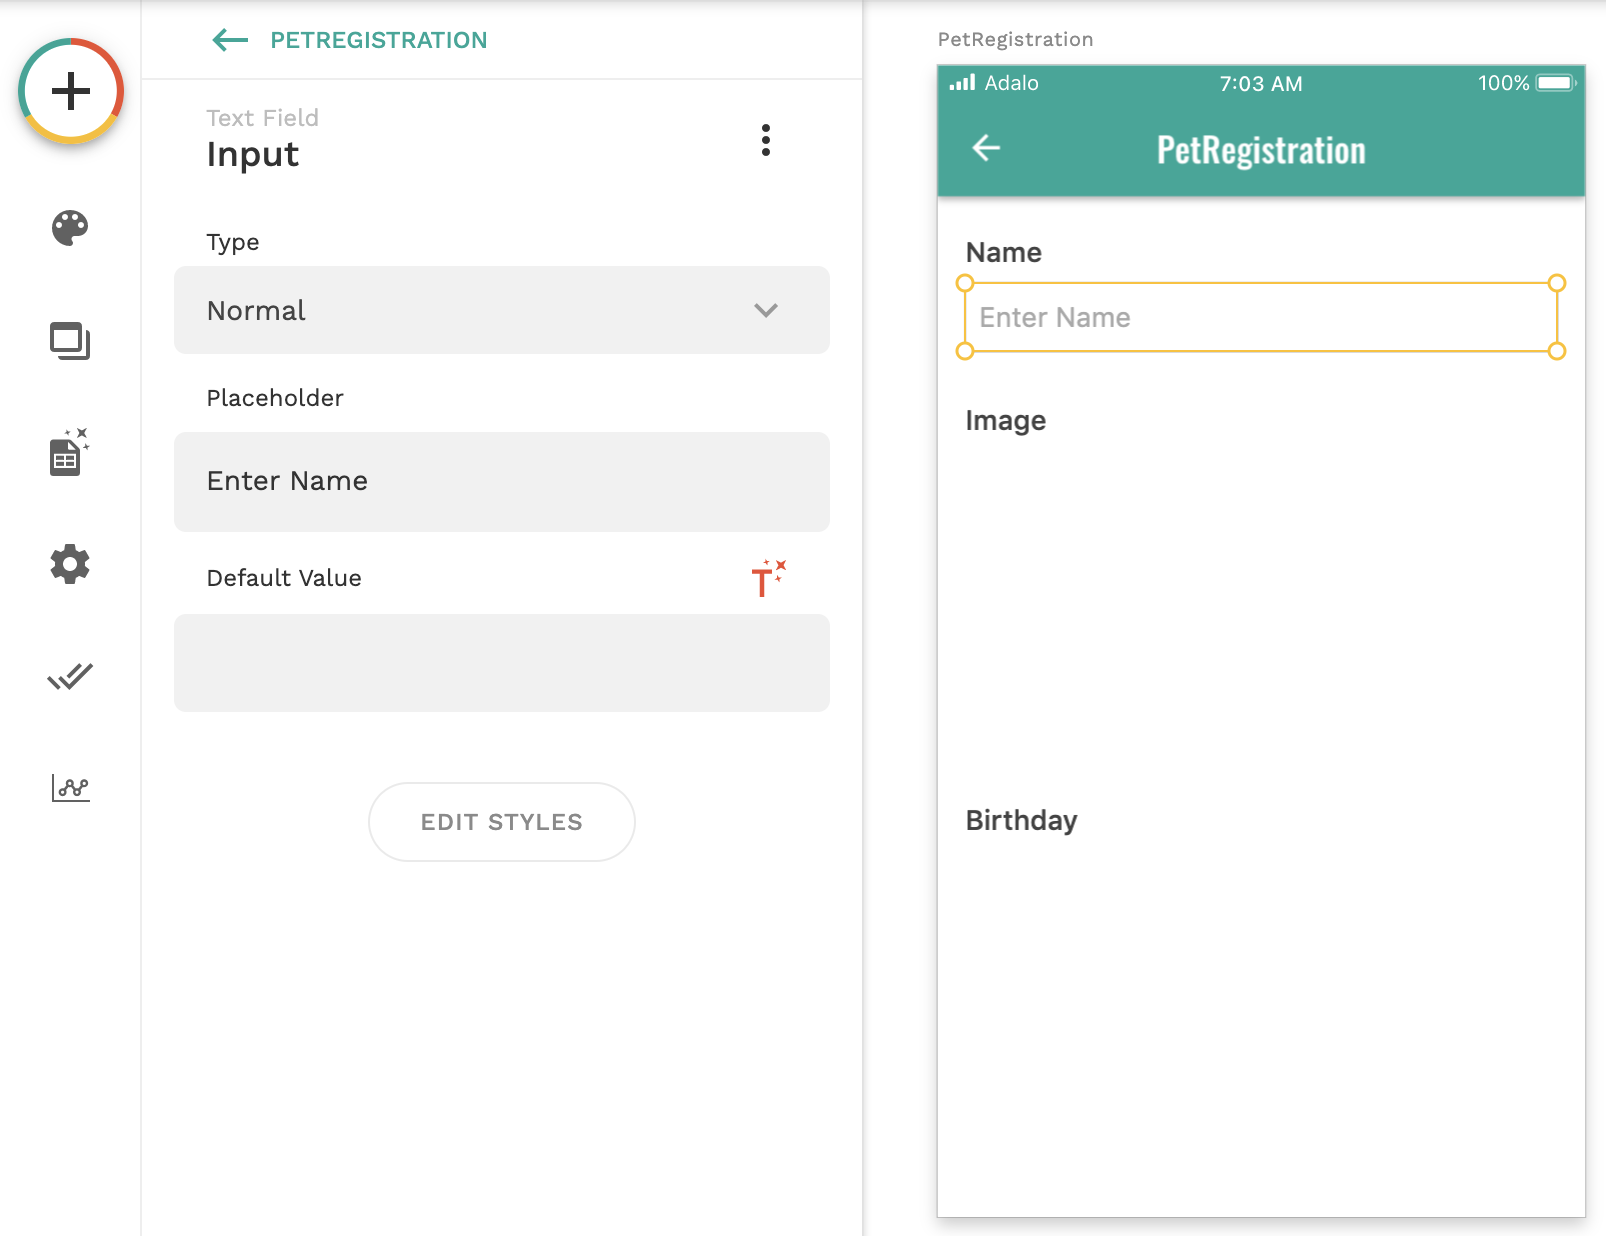 PETREGISTRATION
Text Field
Input
Type
Normal
Placeholder
Enter Name
Default Value
T
EDIT STYLES
PetRegistration
Adalo 7:03 AM 100%
PetRegistration
Name
Enter Name
Image
Birthday